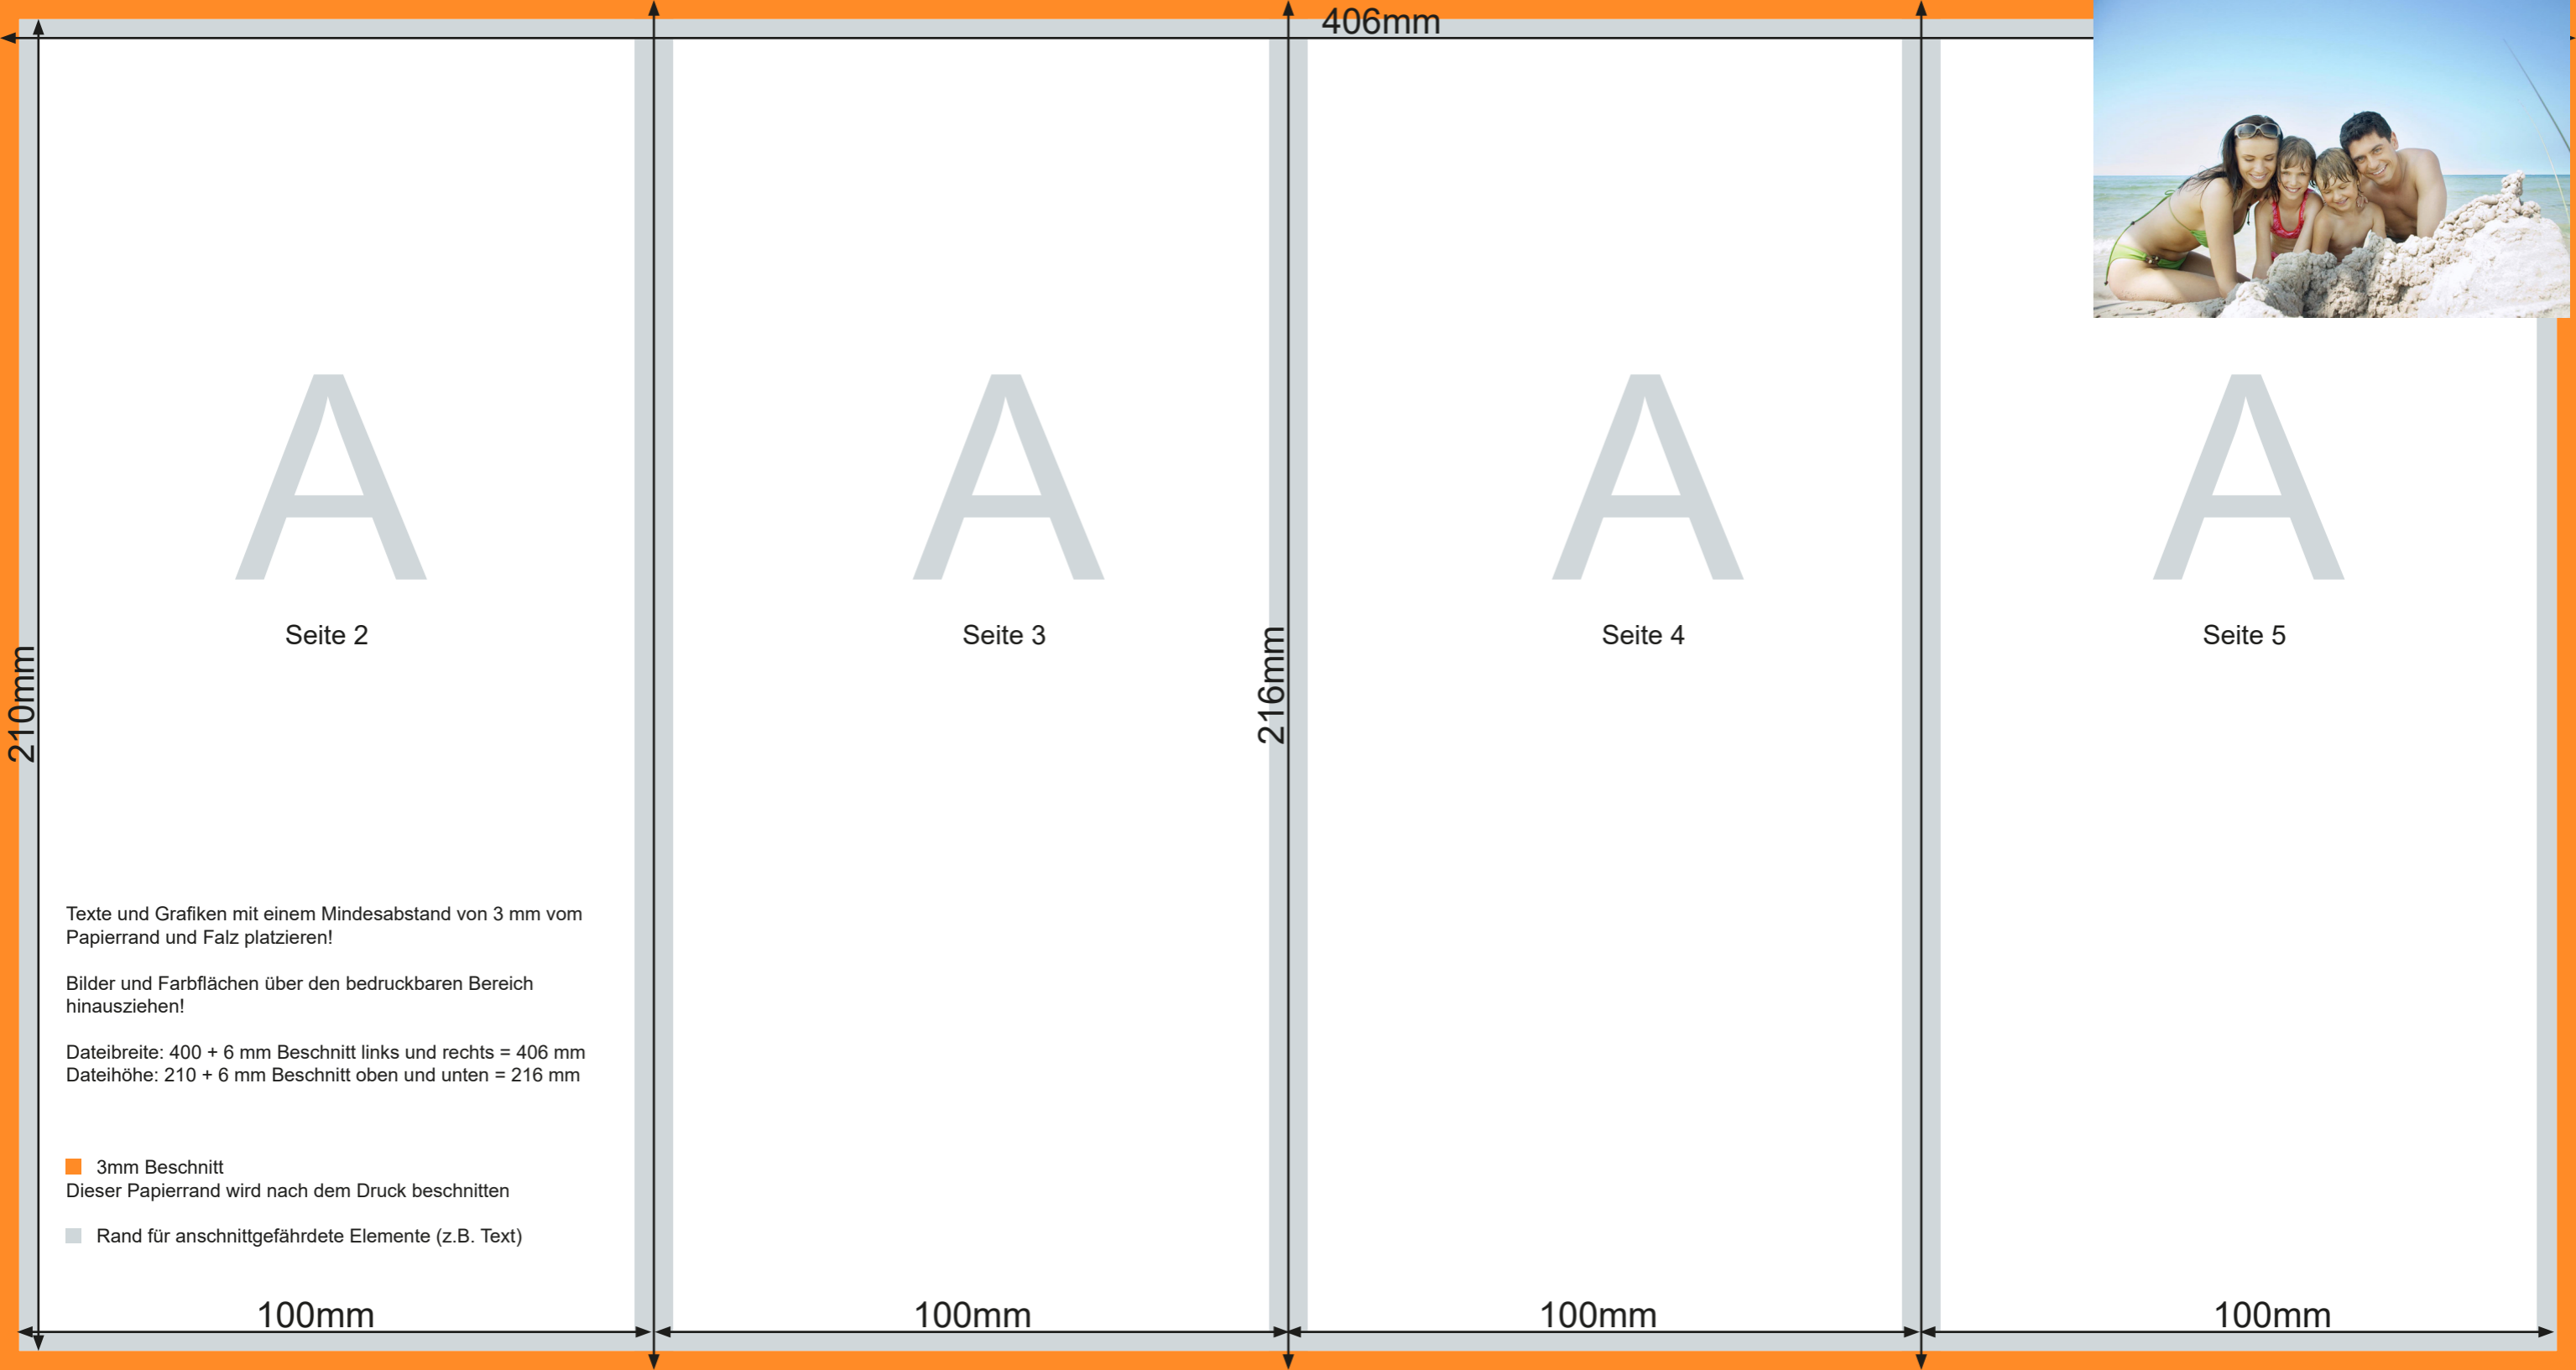 406mm
A
A
A
A
Seite 2
Seite 3
Seite 4
Seite 5
210mm
216mm
Texte und Grafiken mit einem Mindesabstand von 3 mm vom
Papierrand und Falz platzieren!
Bilder und Farbflächen über den bedruckbaren Bereich
hinausziehen!
Dateibreite: 400 + 6 mm Beschnitt links und rechts = 406 mm
Dateihöhe: 210 + 6 mm Beschnitt oben und unten = 216 mm
3mm Beschnitt
Dieser Papierrand wird nach dem Druck beschnitten
Rand für anschnittgefährdete Elemente (z.B. Text)
100mm
100mm
100mm
100mm